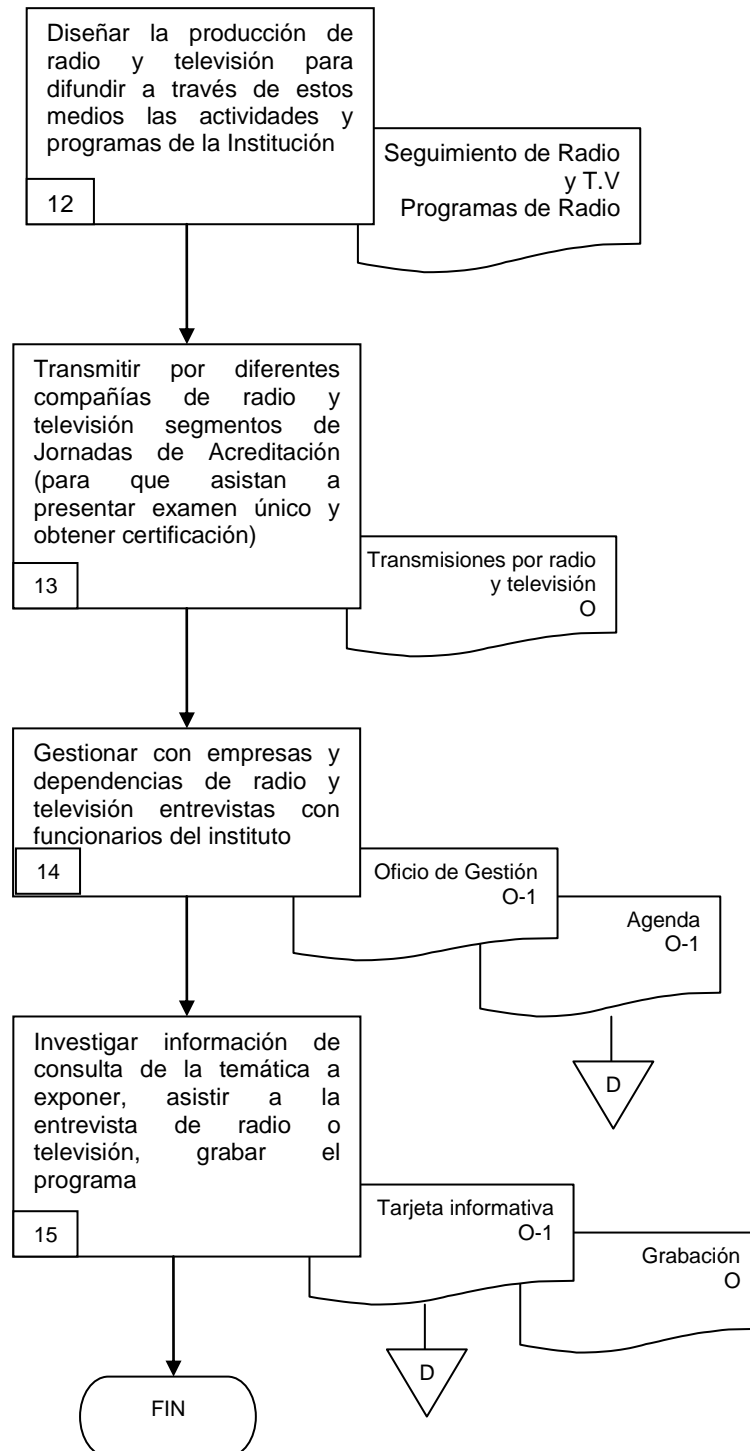 Diseñar la producción de
radio y televisión para
difundir a través de estos
medios las actividades y
programas de la Institución
12
Seguimiento de Radio
y T.V
Programas de Radio
Transmitir por diferentes
compañías de radio y
televisión segmentos de
Jornadas de Acreditación
(para que asistan a
presentar examen único y
obtener certificación)
13
Transmisiones por radio
y televisión
O
Gestionar con empresas y
dependencias de radio y
televisión entrevistas con
funcionarios del instituto
14
Oficio de Gestión
O-1
Agenda
O-1
D
Investigar información de
consulta de la temática a
exponer, asistir a la
entrevista de radio o
televisión, grabar el
programa
15
Tarjeta informativa
O-1
Grabación
O
D
FIN